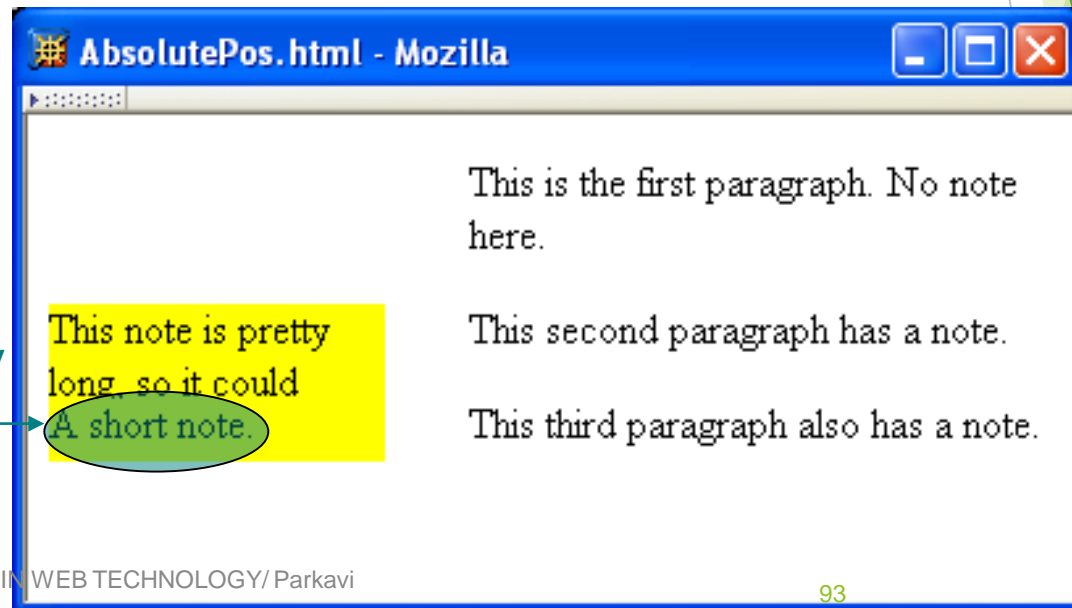 AbsolutePos.html - Mozilla
This is the first paragraph. No note
here.
This note is pretty
long, so it could
This second paragraph has a note.
A short note.
This third paragraph also has a note.
IN WEB TECHNOLOGY/ Parkavi
93